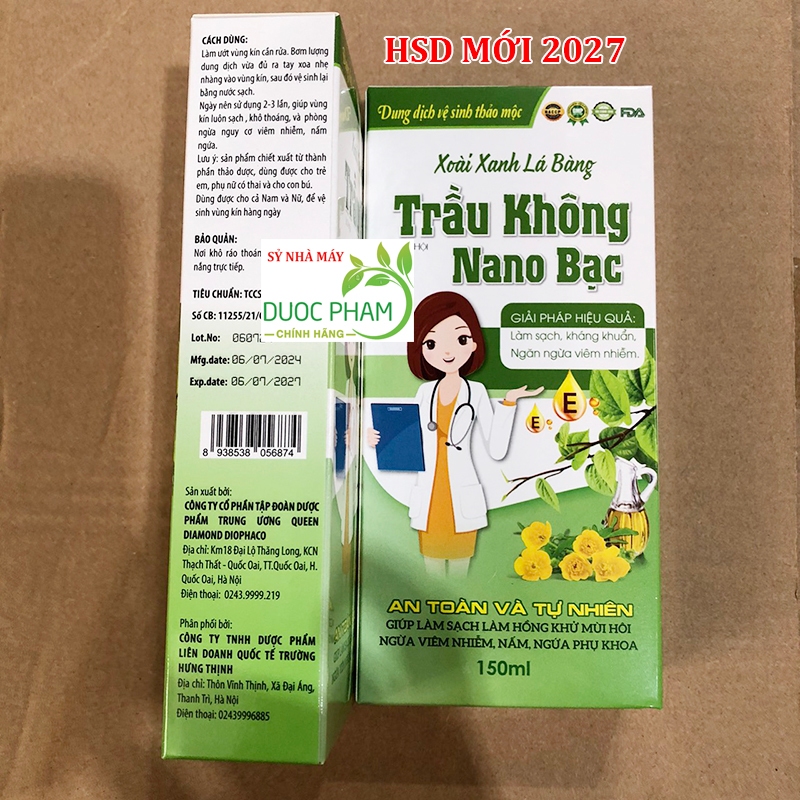 HSD MỚI 2027
CÁCH DÙNG:
Làm ướt vùng kín cần rửa. Bơm lượng
dung dịch vừa đủ ra tay xoa nhẹ
nhàng vào vùng kín, sau đó vệ sinh lại
bằng nước sạch.
Ngày nên sử dụng 2-3 lần, giúp vùng
kín luôn sạch , khô thoáng, và phòng
ngừa nguy cơ viêm nhiễm, nấm
ngứa.
Lưu ý: sản phẩm chiết xuất từ thành
phần thảo dược, dùng được cho trẻ
em, phụ nữ có thai và cho con bú.
Dùng được cho cả Nam và Nữ, để vệ
sinh vùng kín hàng ngày
BẢO QUẢN:
Nơi khô ráo thoáng
nắng trực tiếp.
TIÊU CHUẨN: TCCS
Số CB: 11255/21/
Lot.No:
Mfg.date: 06/07/2024
Exp.date: 06/07/2027
8 938538 056874
Sản xuất bởi:
CÔNG TY CỔ PHẦN TẬP ĐOÀN DƯỢC
PHẨM TRUNG ƯƠNG QUEEN
DIAMOND DIOPHACO
Địa chỉ: Km18 Đại Lộ Thăng Long, KCN
Thạch Thất - Quốc Oai, TT.Quốc Oai, H.
Quốc Oai, Hà Nội
Điện thoại: 0243.9999.219
Phân phối bởi:
CÔNG TY TNHH DƯỢC PHẨM
LIÊN DOANH QUỐC TẾ TRƯỜNG
HƯNG THỊNH
Địa chỉ: Thôn Vĩnh Thịnh, Xã Đại Áng,
Thanh Trì, Hà Nội
Điện thoại: 02439996885
SỶ NHÀ MÁY
DUOC PHAM
CHÍNH HÃNG
Dung dịch vệ sinh thảo mộc
HACCP
FDA
Xoài Xanh Lá Bàng
Trầu Không
HỘI
Nano Bạc
GIẢI PHÁP HIỆU QUẢ:
Làm sạch, kháng khuẩn,
Ngăn ngừa viêm nhiễm.
E
E
AN TOÀN VÀ TỰ NHIÊN
GIÚP LÀM SẠCH LÀM HỒNG KHỬ MÙI HÔI
NGỪA VIÊM NHIỄM, NẤM, NGỨA PHỤ KHOA
150ml